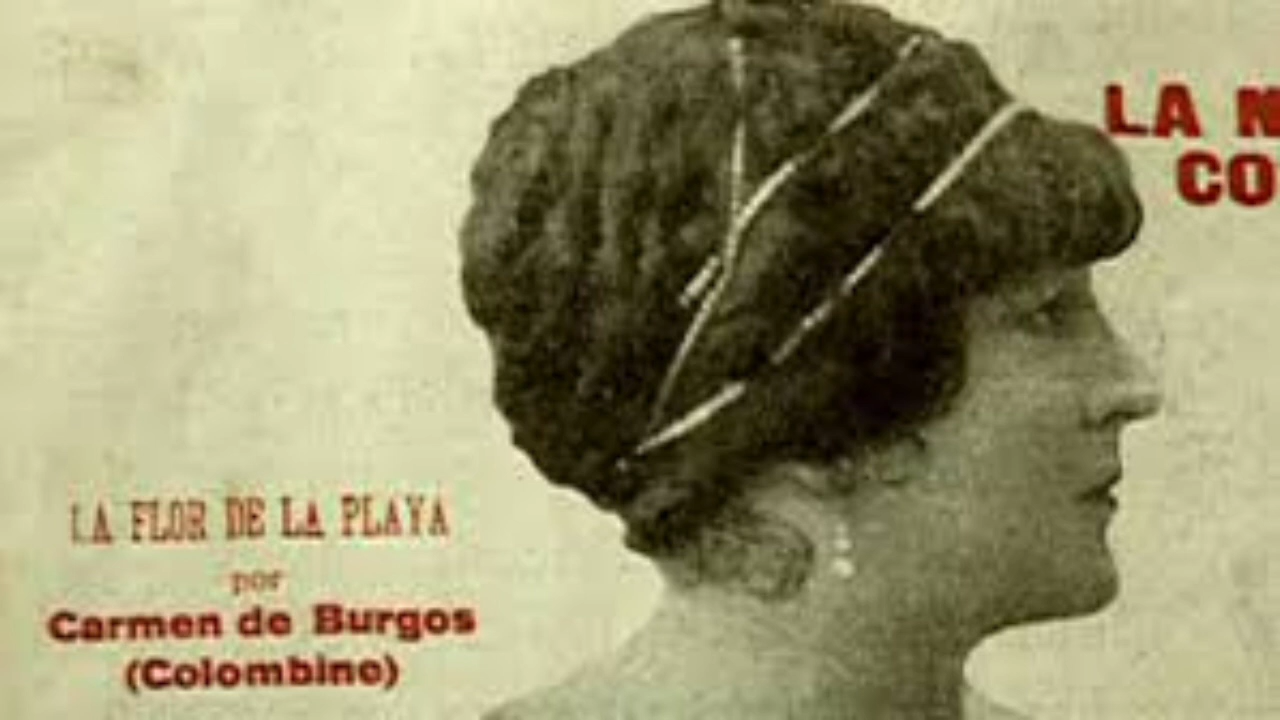 LA N
CO
LA FLOR DE LA PLAYA
por
Carmen de Burgos
(Colombine)